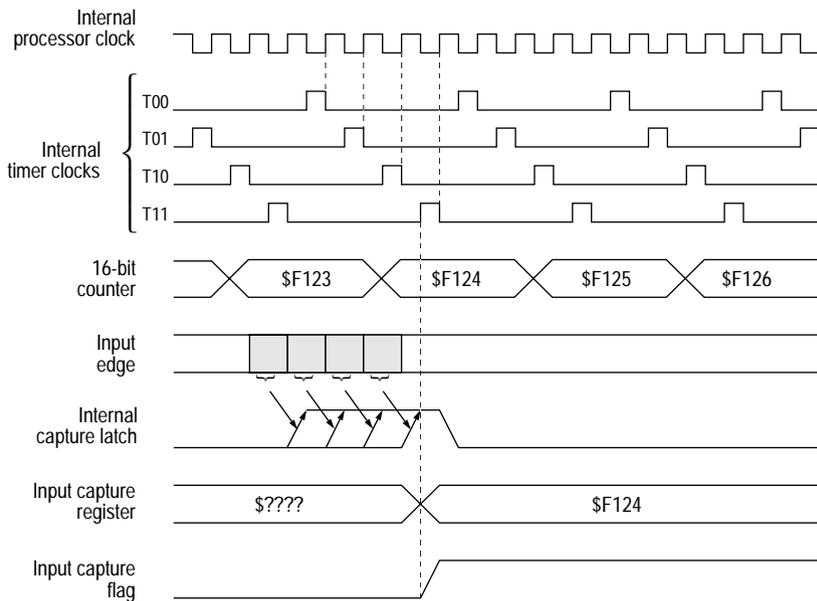 Internal
processor clock
T00
T01
Internal
timer clocks
T10
T11
16-bit
counter
$F123
$F124
$F125
$F126
Input
edge
Internal
capture latch
Input capture
register
$????
$F124
Input capture
flag